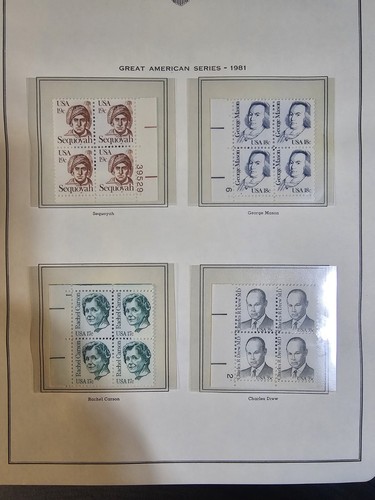 GREAT AMERICAN SERIES - 1981
USA
19c
Sequoyah
USA
19c
Sequoyah
USA
19c
Sequoyah
USA
19c
Sequoyah
39529
Sequoyah
George Mason
USA 18c
George Mason
USA 18c
George Mason
USA 18c
George Mason
USA 18c
6
George Mason
Rachel Carson
USA 17c
Rachel Carson
USA 17c
Rachel Carson
USA 17c
Rachel Carson
USA 17c
Rachel Carson
2
Charles Drew